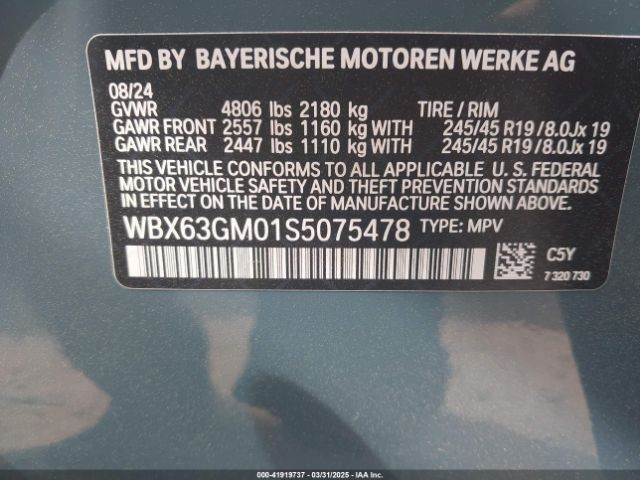 MFD BY BAYERISCHE MOTOREN WERKE AG
08/24
GVWR 4806 lbs 2180 kg TIRE / RIM
GAWR FRONT 2557 lbs 1160 kg WITH 245/45 R19 /8.0Jx 19
GAWR REAR 2447 lbs 1110 kg WITH 245/45 R19 /8.0Jx 19
THIS VEHICLE CONFORMS TO ALL APPLICABLE U. S. FEDERAL
MOTOR VEHICLE SAFETY AND THEFT PREVENTION STANDARDS
IN EFFECT ON THE DATE OF MANUFACTURE SHOWN ABOVE.
WBX63GM01S5075478 TYPE: MPV
C5Y
7 320 730
000-41919737 - 03/31/2025 - IAA Inc.